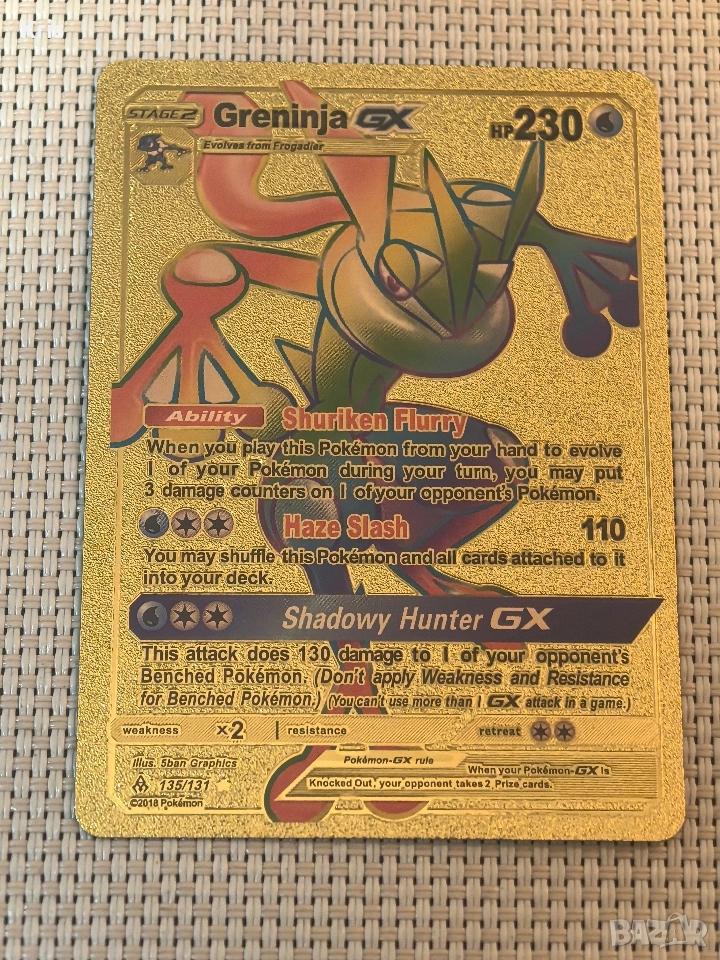 STAGE 2 Greninja GX HP 230
Evolves from Frogadier
Ability Shuriken Flurry
When you play this Pokémon from your hand to evolve
1 of your Pokémon during your turn, you may put
3 damage counters on 1 of your opponent's Pokémon.
Haze Slash 110
You may shuffle this Pokémon and all cards attached to it
into your deck.
Shadowy Hunter GX
This attack does 130 damage to 1 of your opponent's
Benched Pokémon. (Don't apply Weakness and Resistance
for Benched Pokémon.) (You can't use more than 1 GX attack in a game.)
weakness x2 resistance retreat
Illus. 5ban Graphics
135/131
©2018 Pokémon
Pokémon-GX rule
When your Pokémon-GX is
Knocked Out, your opponent takes 2 Prize cards.
BAZAR